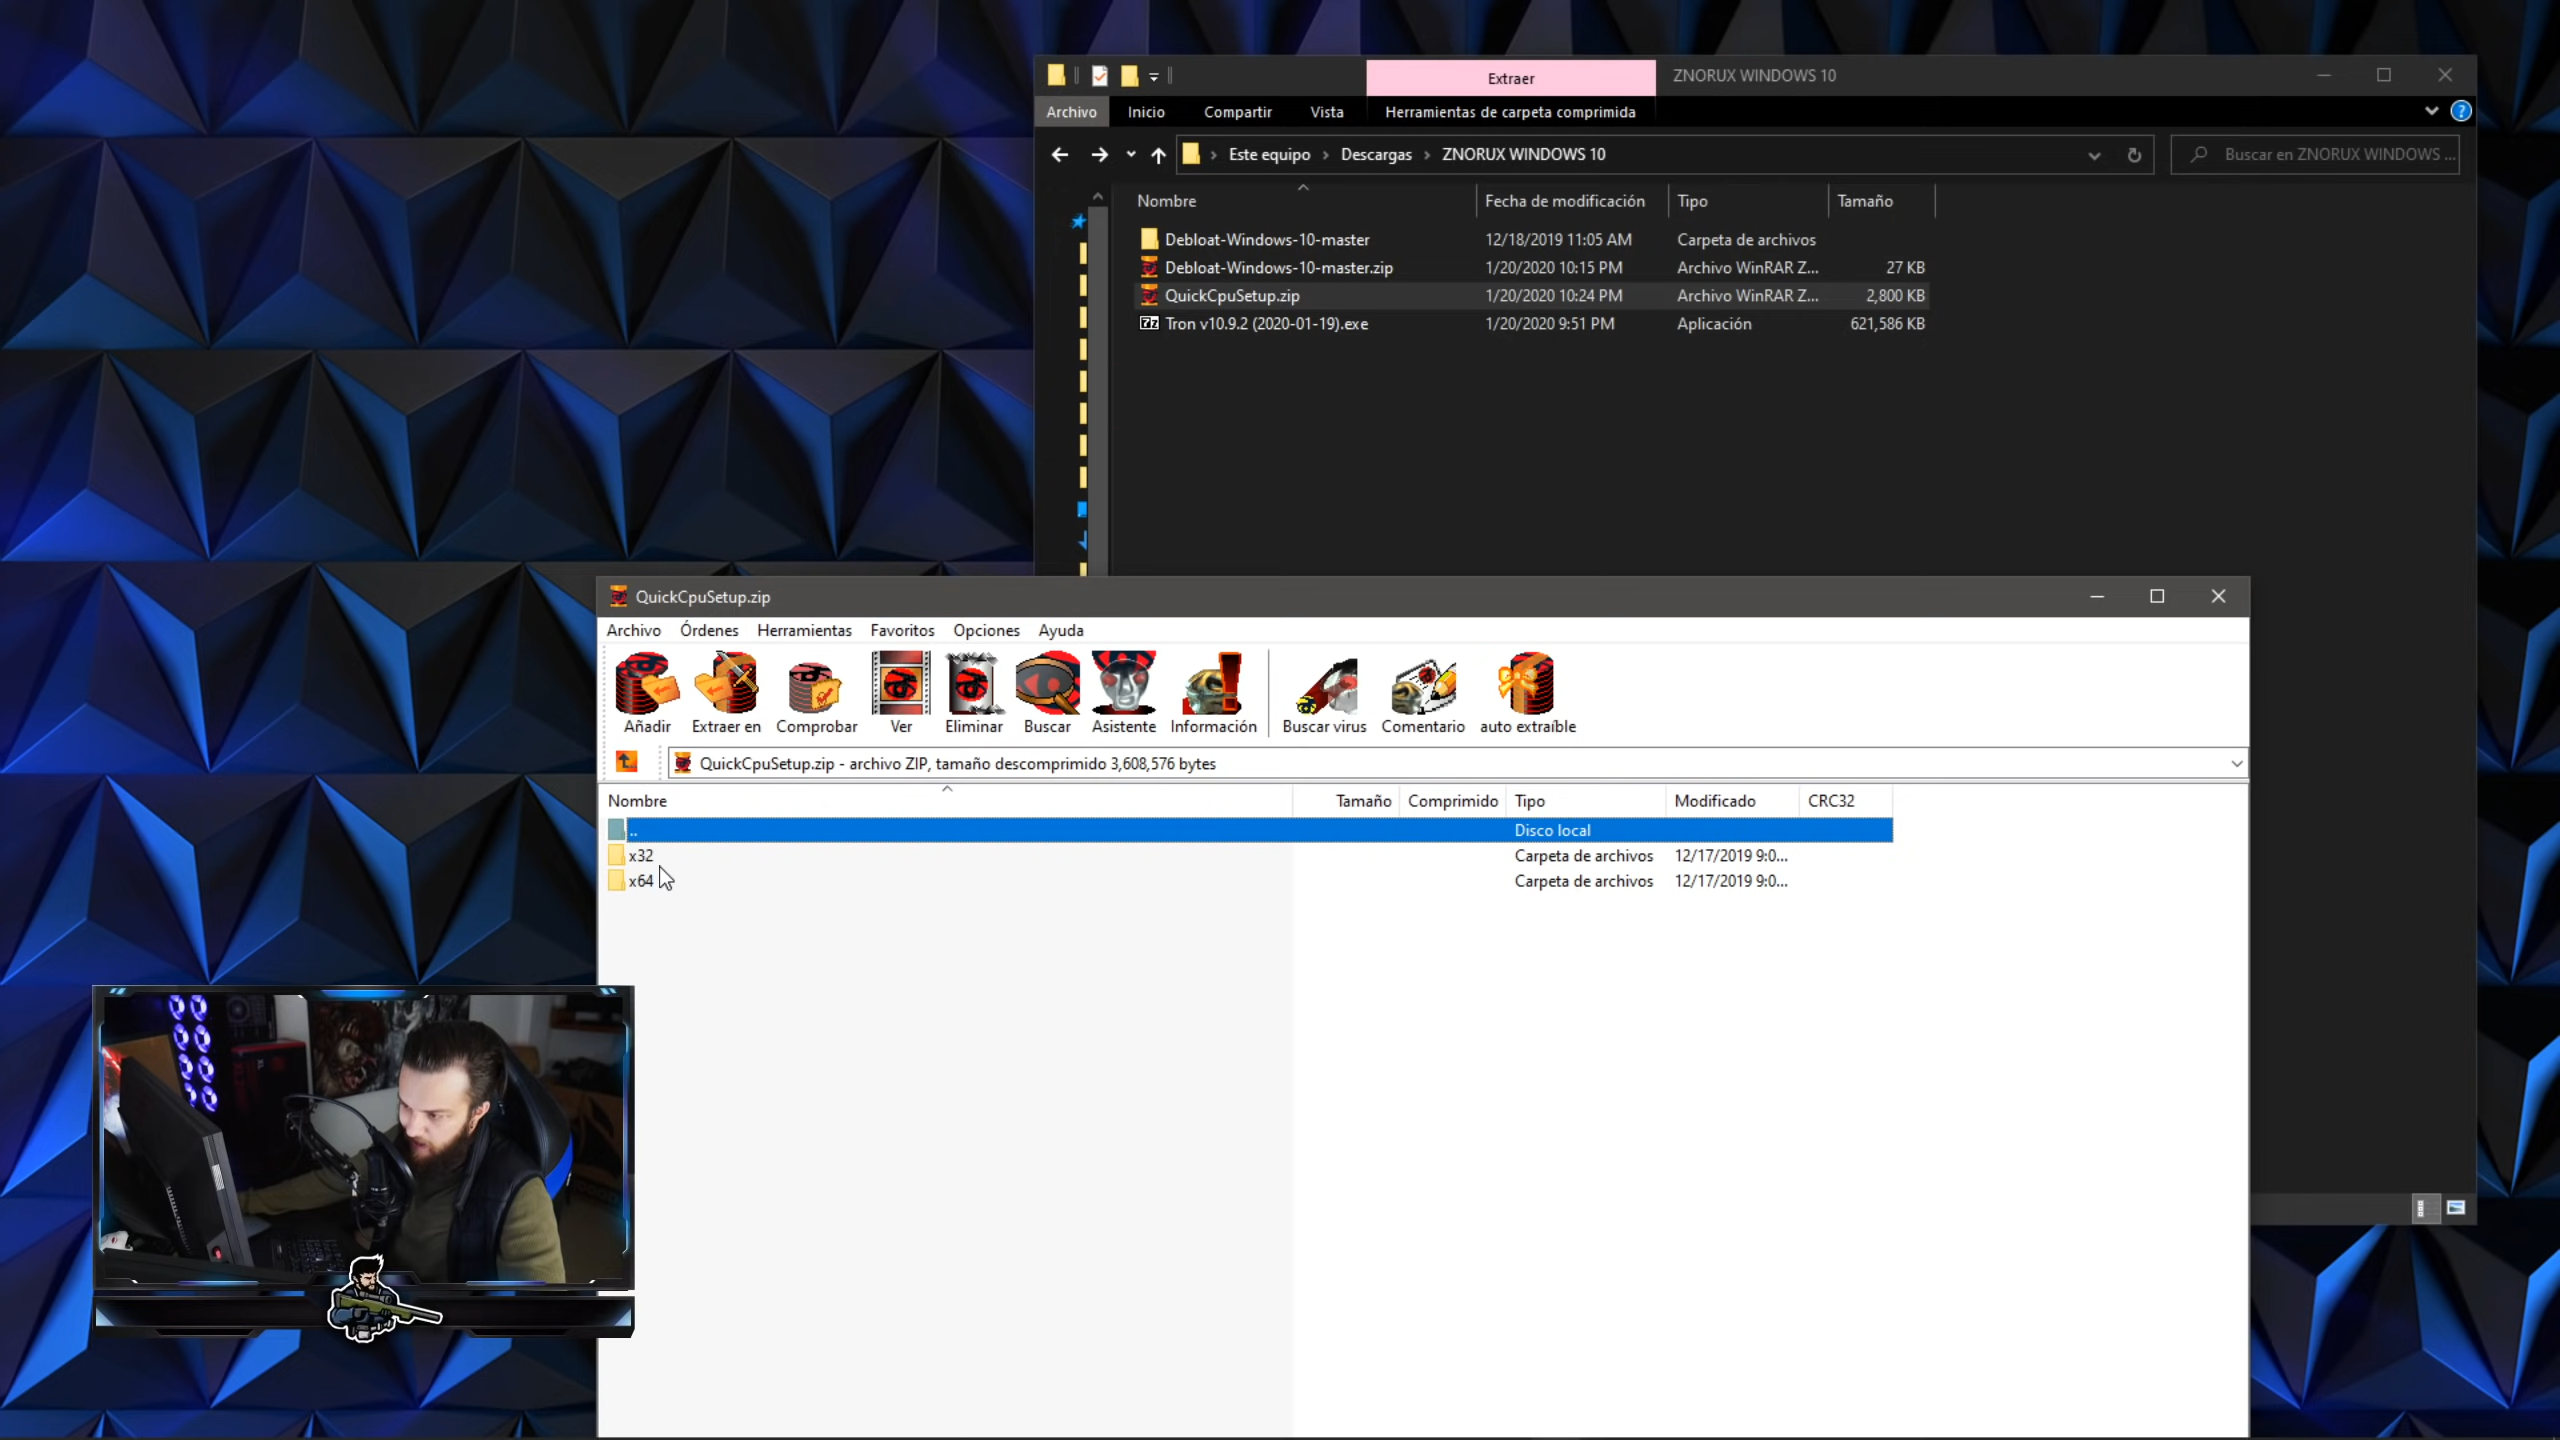 Extraer
ZNORUX WINDOWS 10
Archivo Inicio Compartir Vista Herramientas de carpeta comprimida
Este equipo › Descargas › ZNORUX WINDOWS 10
Buscar en ZNORUX WINDOWS ...
Nombre Fecha de modificación Tipo Tamaño
Debloat-Windows-10-master 12/18/2019 11:05 AM Carpeta de archivos
Debloat-Windows-10-master.zip 1/20/2020 10:15 PM Archivo WinRAR Z... 27 KB
QuickCpuSetup.zip 1/20/2020 10:24 PM Archivo WinRAR Z... 2,800 KB
7z Tron v10.9.2 (2020-01-19).exe 1/20/2020 9:51 PM Aplicación 621,586 KB
QuickCpuSetup.zip
Archivo Órdenes Herramientas Favoritos Opciones Ayuda
Añadir Extraer en Comprobar Ver Eliminar Buscar Asistente Información Buscar virus Comentario auto extraíble
QuickCpuSetup.zip - archivo ZIP, tamaño descomprimido 3,608,576 bytes
Nombre Tamaño Comprimido Tipo Modificado CRC32
.. Disco local
x32 Carpeta de archivos 12/17/2019 9:0...
x64 Carpeta de archivos 12/17/2019 9:0...